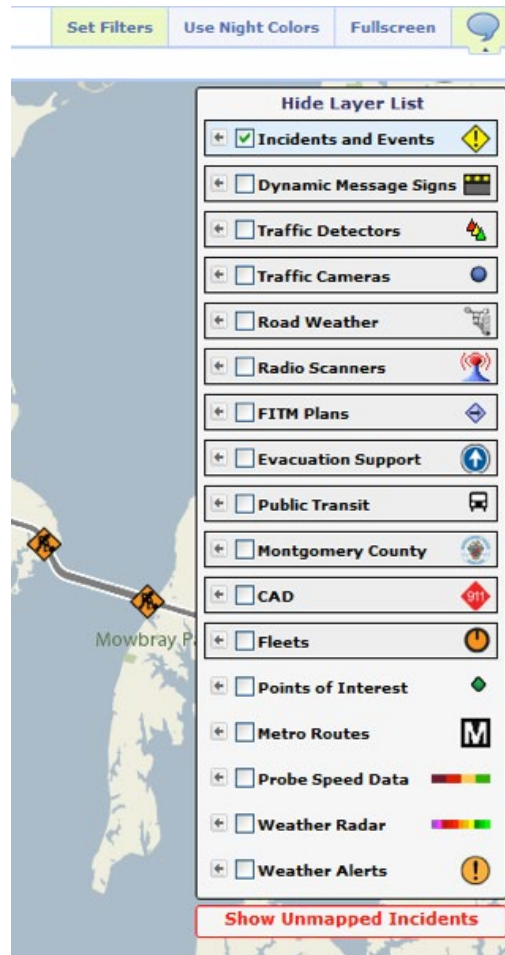 Set Filters
Use Night Colors
Fullscreen
Hide Layer List
Incidents and Events
Dynamic Message Signs
Traffic Detectors
Traffic Cameras
Road Weather
Radio Scanners
FITM Plans
Evacuation Support
Public Transit
Montgomery County
CAD
911
Mowbray
Fleets
Points of Interest
Metro Routes
M
Probe Speed Data
Weather Radar
Weather Alerts
Show Unmapped Incidents